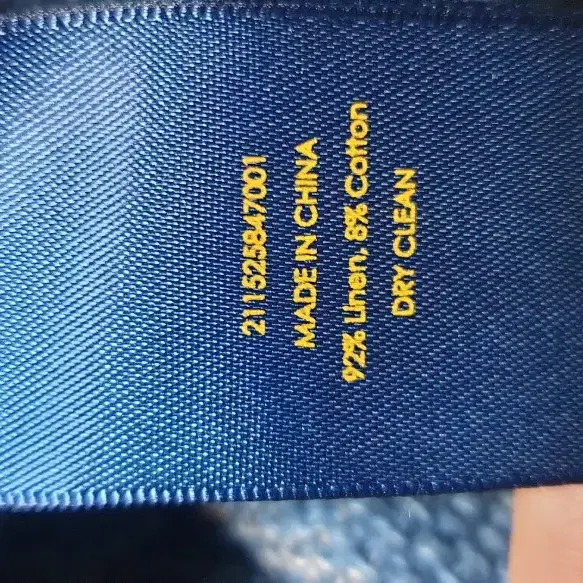 211525847001
MADE IN CHINA
92% Linen, 8% Cotton
DRY CLEAN